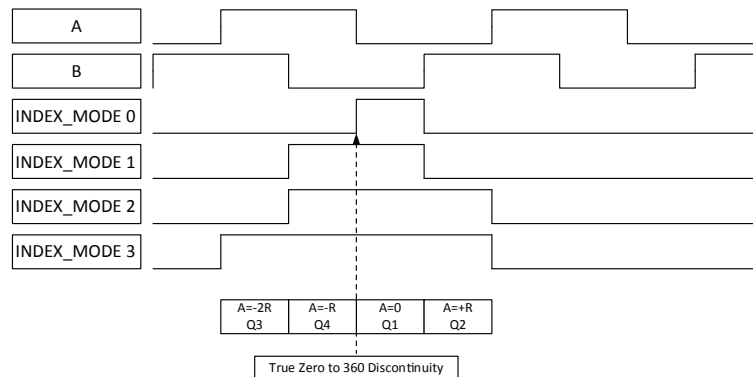 A
B
INDEX_MODE 0
INDEX_MODE 1
INDEX_MODE 2
INDEX_MODE 3
A=-2R A=-R A=0 A=+R
Q3 Q4 Q1 Q2
True Zero to 360 Discontinuity